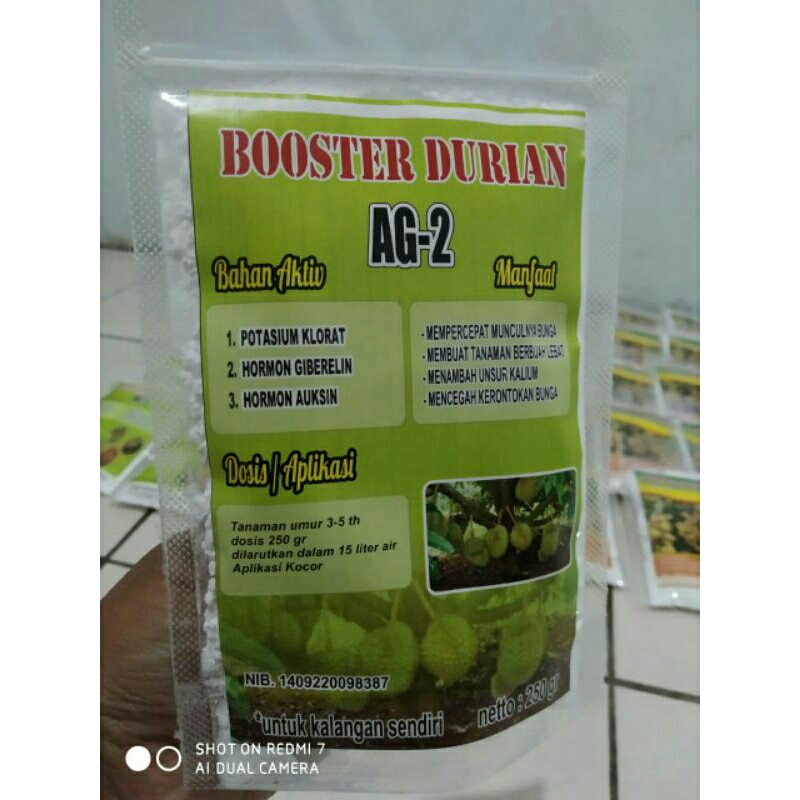 BOOSTER DURIAN
AG-2
Bahan Aktiv
1. POTASIUM KLORAT
2. HORMON GIBERELIN
3. HORMON AUKSIN
Manfaat
- MEMPERCEPAT MUNCULNYA BUNGA
- MEMBUAT TANAMAN BERBUAH LEBAT
- MENAMBAH UNSUR KALIUM
- MENCEGAH KERONTOKAN BUNGA
Dosis / Aplikasi
Tanaman umur 3-5 th
dosis 250 gr
dilarutkan dalam 15 liter air
Aplikasi Kocor
NIB. 1409220098387
*untuk kalangan sendiri
netto : 250 gr
SHOT ON REDMI 7
AI DUAL CAMERA